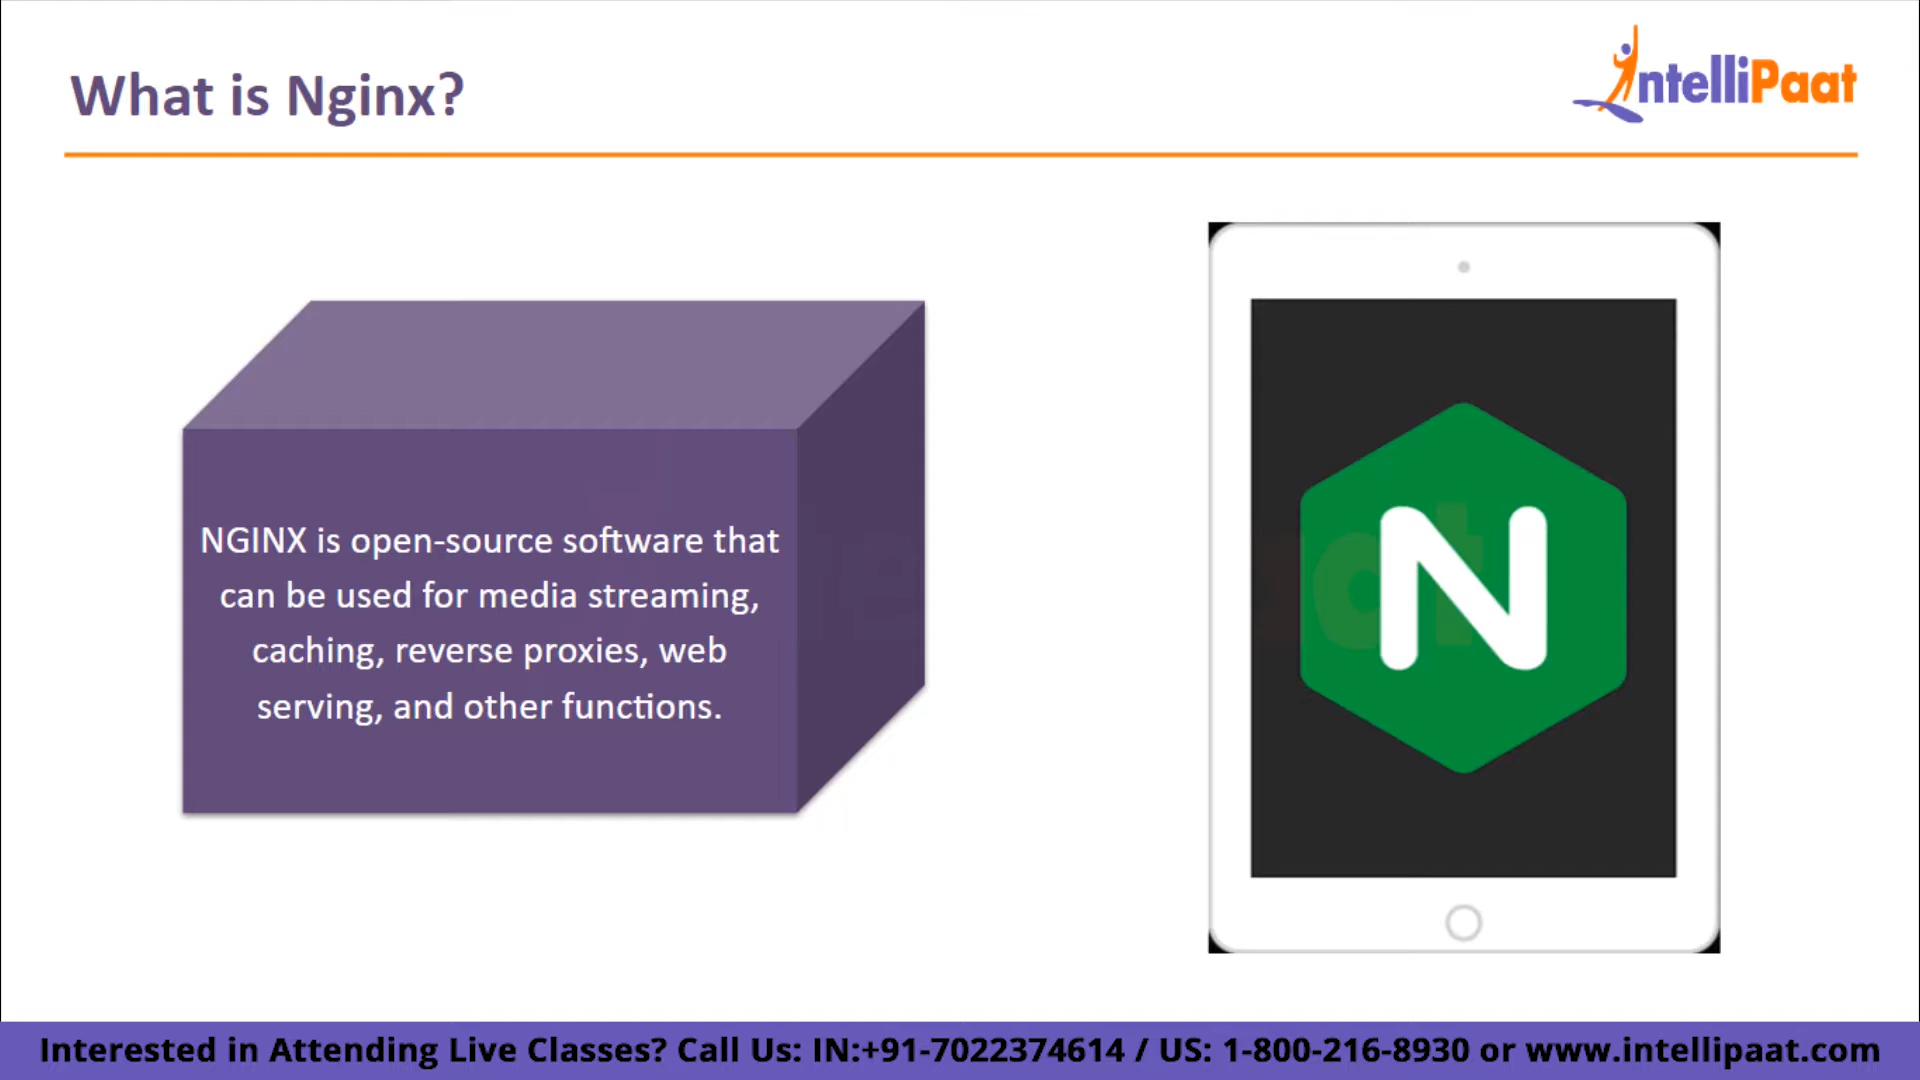 What is Nginx?
IntelliPaat
NGINX is open-source software that
can be used for media streaming,
caching, reverse proxies, web
serving, and other functions.
N
Interested in Attending Live Classes? Call Us: IN:+91-7022374614 / US: 1-800-216-8930 or www.intellipaat.com